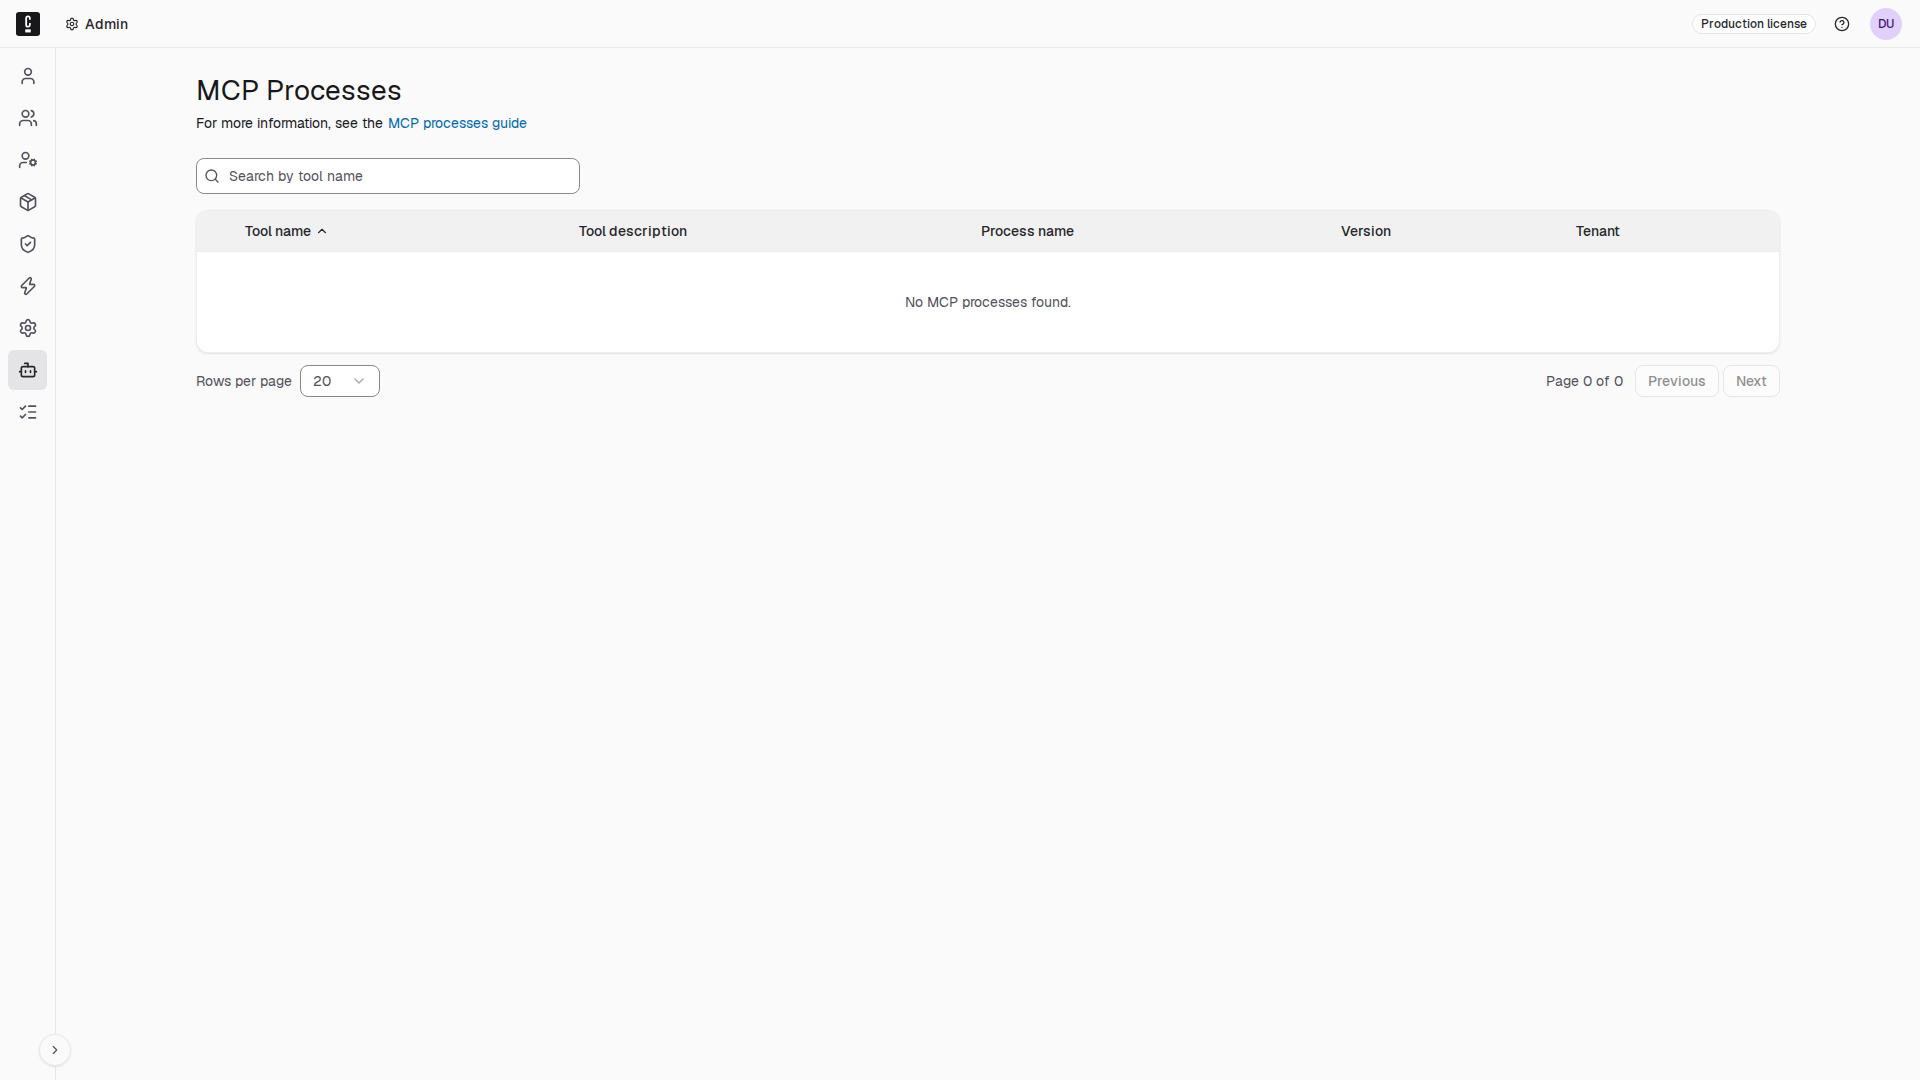 Admin
Production license
DU
MCP Processes
For more information, see the MCP processes guide
Search by tool name
Tool name Tool description Process name Version Tenant
No MCP processes found.
Rows per page 20
Page 0 of 0 Previous Next